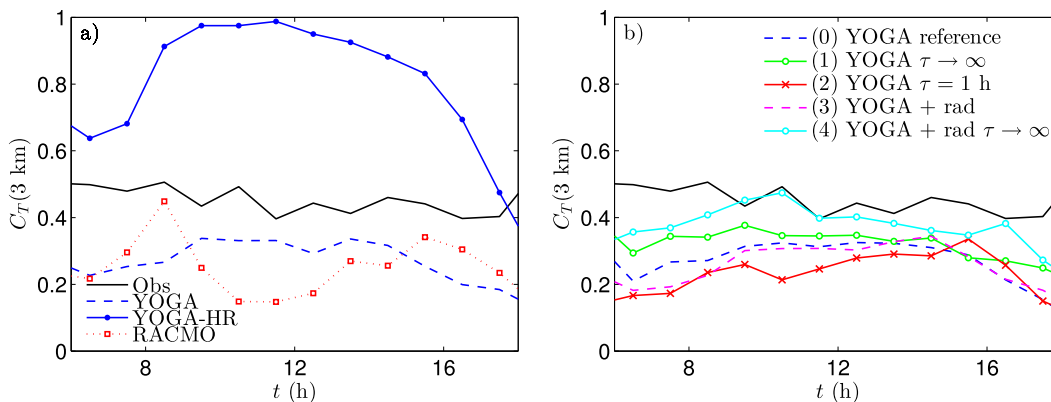 a)
1
0.8
0.6
0.4
0.2
0
C_T(3 km)
8
12
16
t (h)
Obs
YOGA
YOGA-HR
RACMO
b)
1
0.8
0.6
0.4
0.2
0
C_T(3 km)
8
12
16
t (h)
(0) YOGA reference
(1) YOGA τ → ∞
(2) YOGA τ = 1 h
(3) YOGA + rad
(4) YOGA + rad τ → ∞